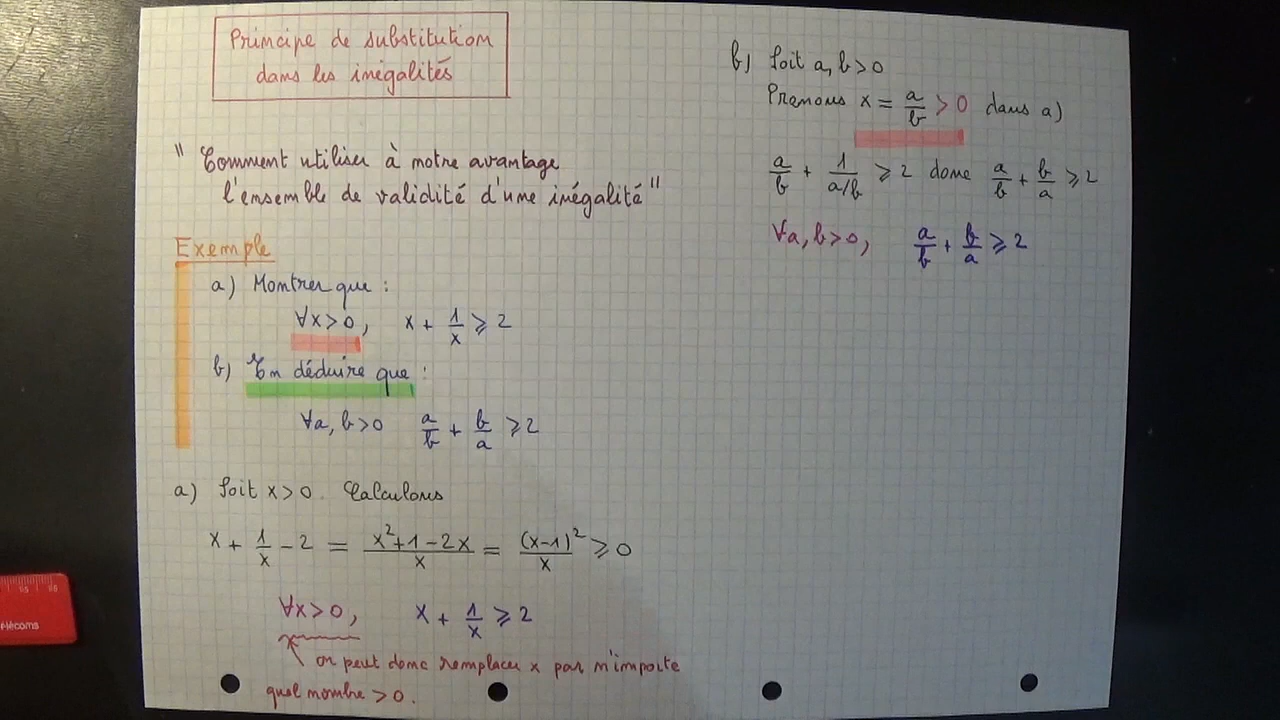 Principe de substitution
dans les inégalités
" Comment utiliser à notre avantage
l'ensemble de validité d'une inégalité "
Exemple
a) Montrer que :
∀x>0, x + 1/x ⩾ 2
b) En déduire que :
∀a, b>0 a/b + b/a ⩾ 2
a) Soit x>0. Calculons
x + 1/x - 2 = (x²+1-2x)/x = (x-1)²/x ⩾ 0
∀x>0, x + 1/x ⩾ 2
on peut donc remplacer x par n'importe
quel nombre >0.
b) Soit a, b>0
Prenons x = a/b > 0 dans a)
a/b + 1/(a/b) ⩾ 2 donc a/b + b/a ⩾ 2
∀a, b>0, a/b + b/a ⩾ 2